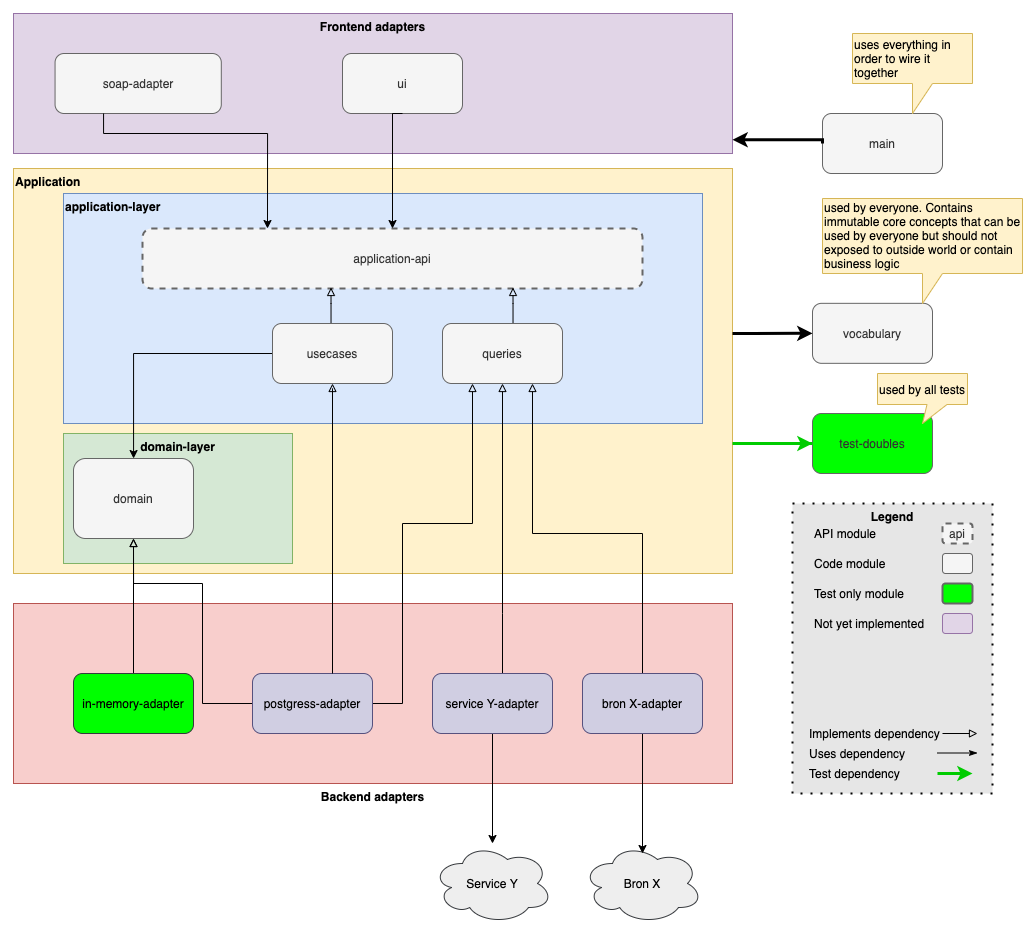 Frontend adapters
soap-adapter
ui
uses everything in
order to wire it
together
main
Application
application-layer
application-api
usecases
queries
used by everyone. Contains
immutable core concepts that can be
used by everyone but should not
exposed to outside world or contain
business logic
vocabulary
used by all tests
test-doubles
domain-layer
domain
in-memory-adapter
postgress-adapter
service Y-adapter
bron X-adapter
Backend adapters
Service Y
Bron X
Legend
API module
api
Code module
Test only module
Not yet implemented
Implements dependency
Uses dependency
Test dependency